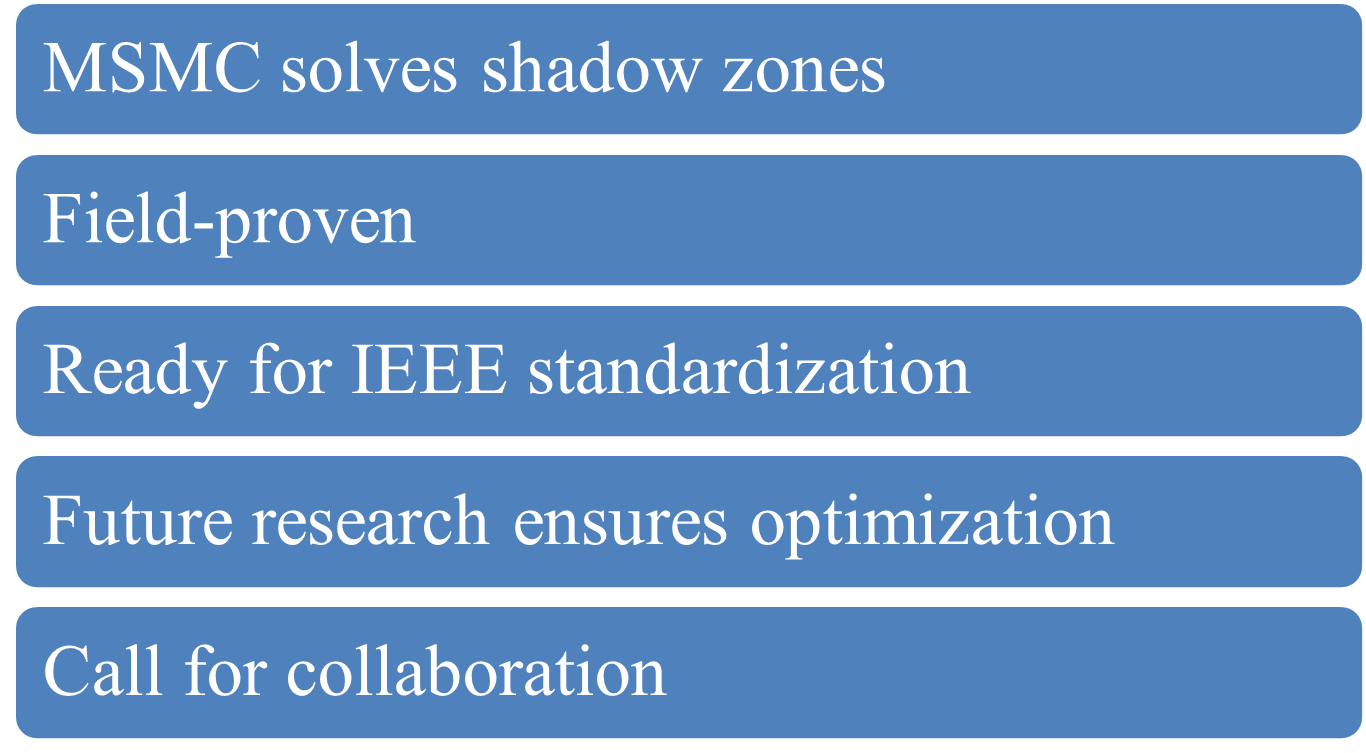 MSMC solves shadow zones
Field-proven
Ready for IEEE standardization
Future research ensures optimization
Call for collaboration